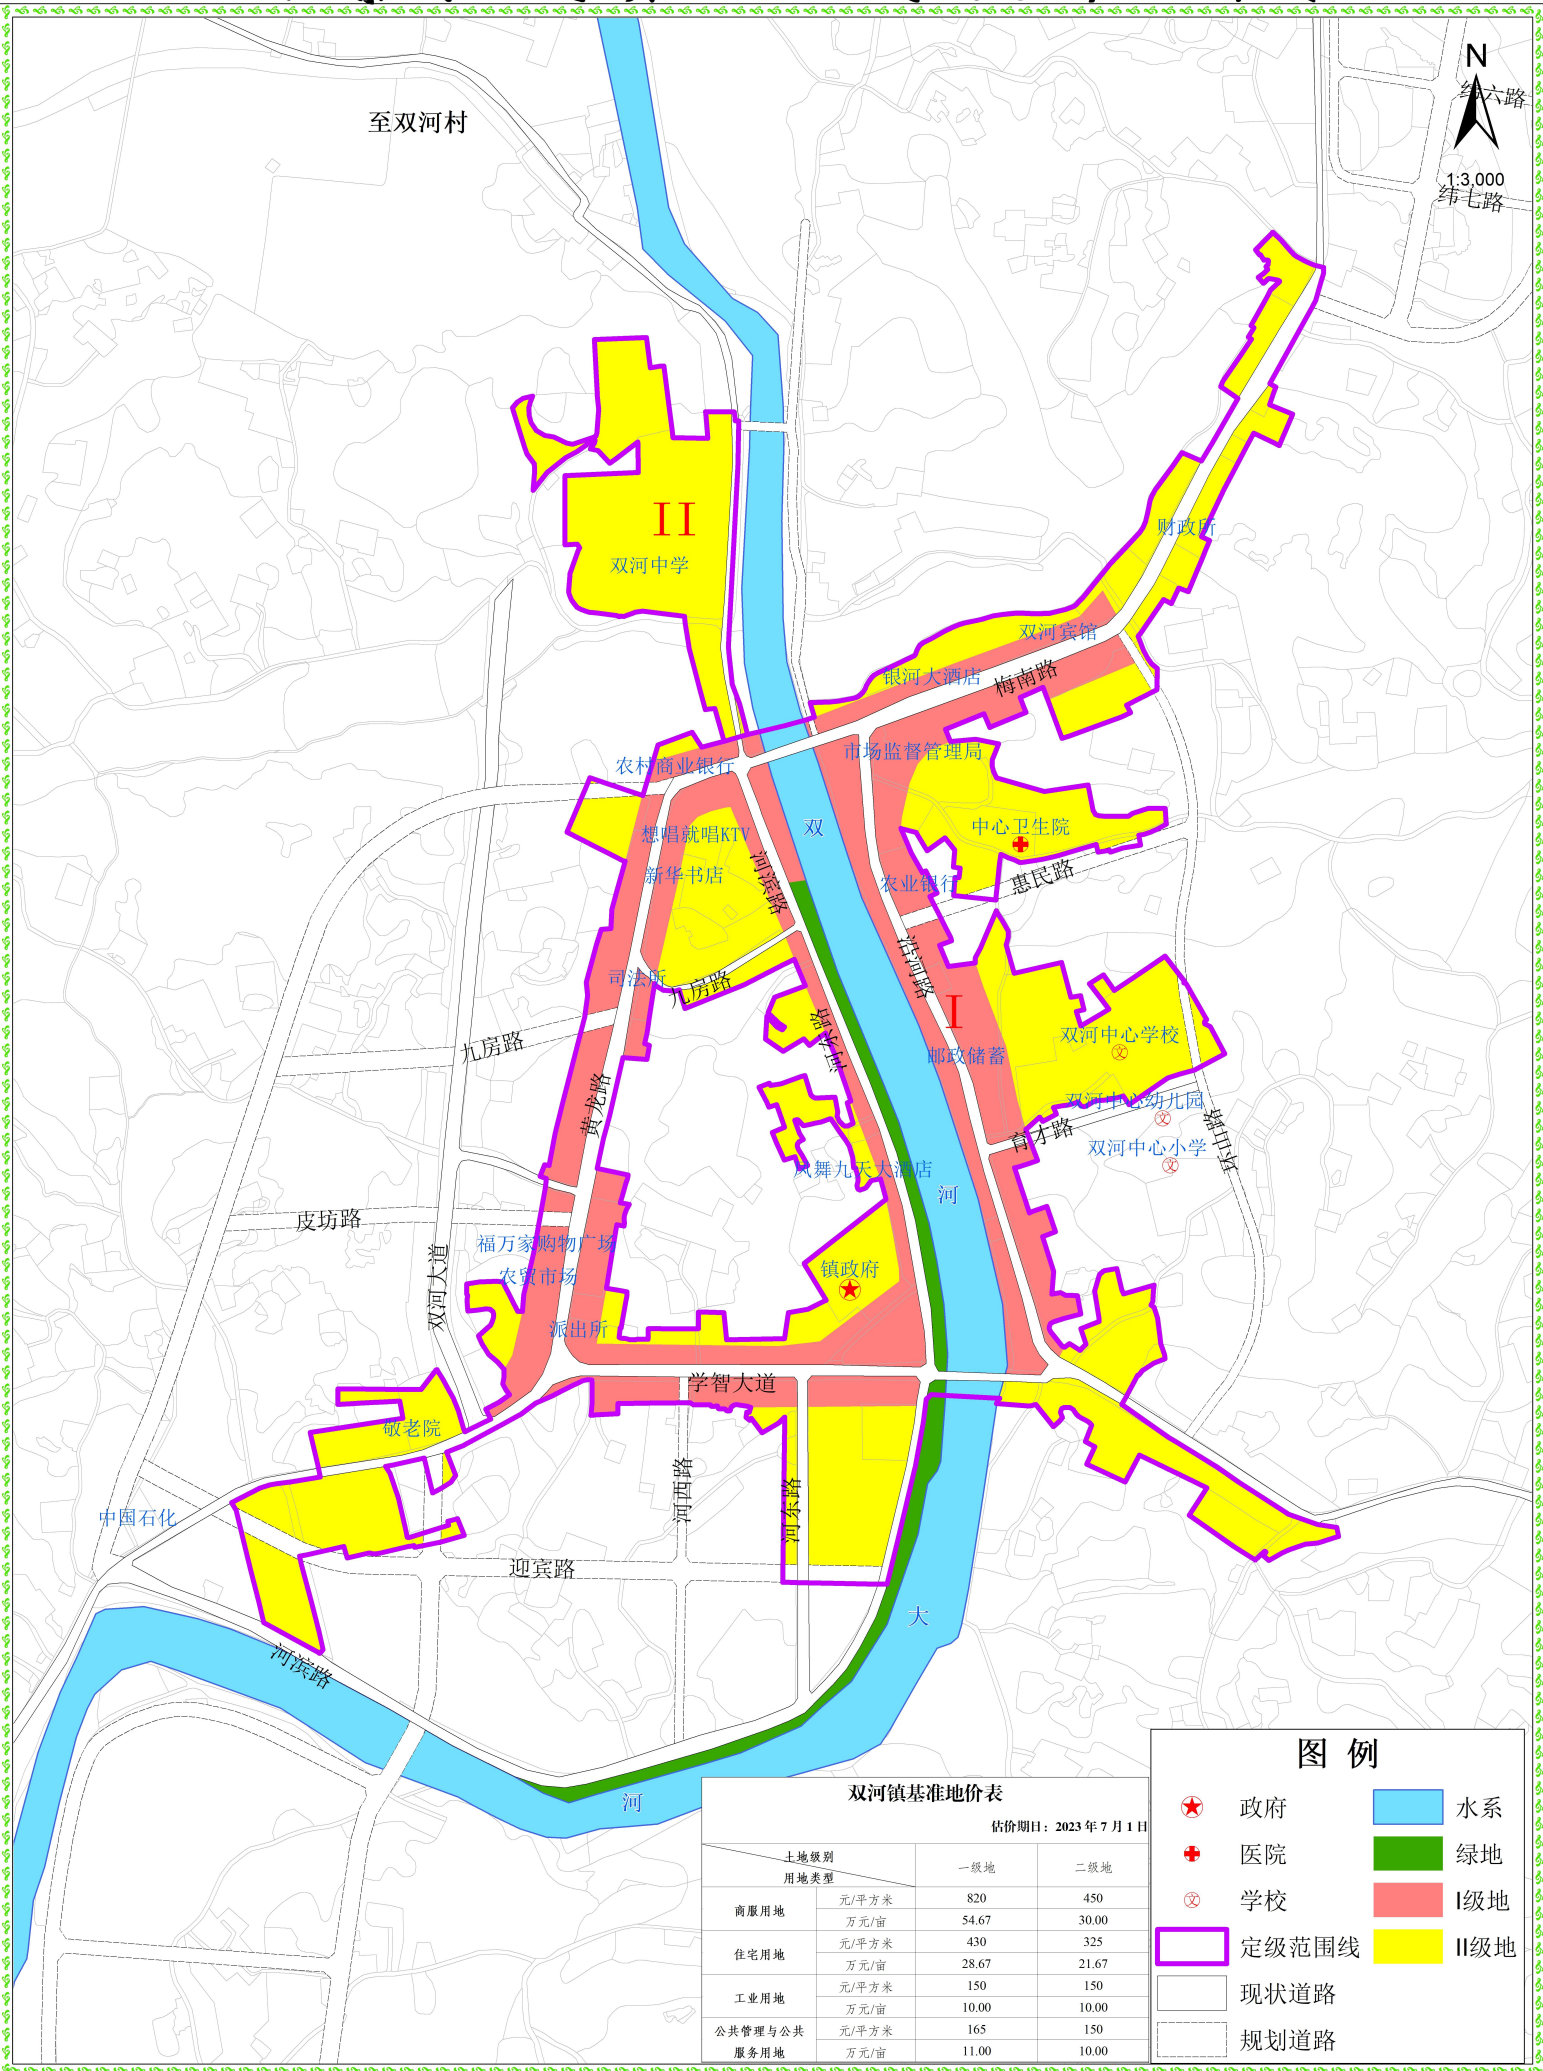 N
纬六路
至双河村
1:3,000
纬七路
II
财政所
双河中学
双河宾馆
银河大酒店
梅南路
市场监督管理局
农村商业银行
双
中心卫生院
想唱就唱KTV
河滨路
新华书店
农业银行
惠民路
沿河路
司法所
九房路
I
河东路
双河中心学校
九房路
邮政储蓄
黄龙路
双河中心幼儿园
育才路
双河中心小学
凤舞九天大酒店
河
皮坊路
福万家购物广场
双河大道
镇政府
农贸市场
派出所
学智大道
敬老院
河西路
河东路
中国石化
迎宾路
大
河滨路
河
双河镇基准地价表
估价期日：2023 年 7 月 1 日
土地级别
用地类型
一级地 二级地
商服用地 元/平方米 820 450
万元/亩 54.67 30.00
住宅用地 元/平方米 430 325
万元/亩 28.67 21.67
工业用地 元/平方米 150 150
万元/亩 10.00 10.00
公共管理与公共 元/平方米 165 150
服务用地 万元/亩 11.00 10.00
图 例
政府 水系
医院 绿地
文 学校 I级地
定级范围线 II级地
现状道路
规划道路